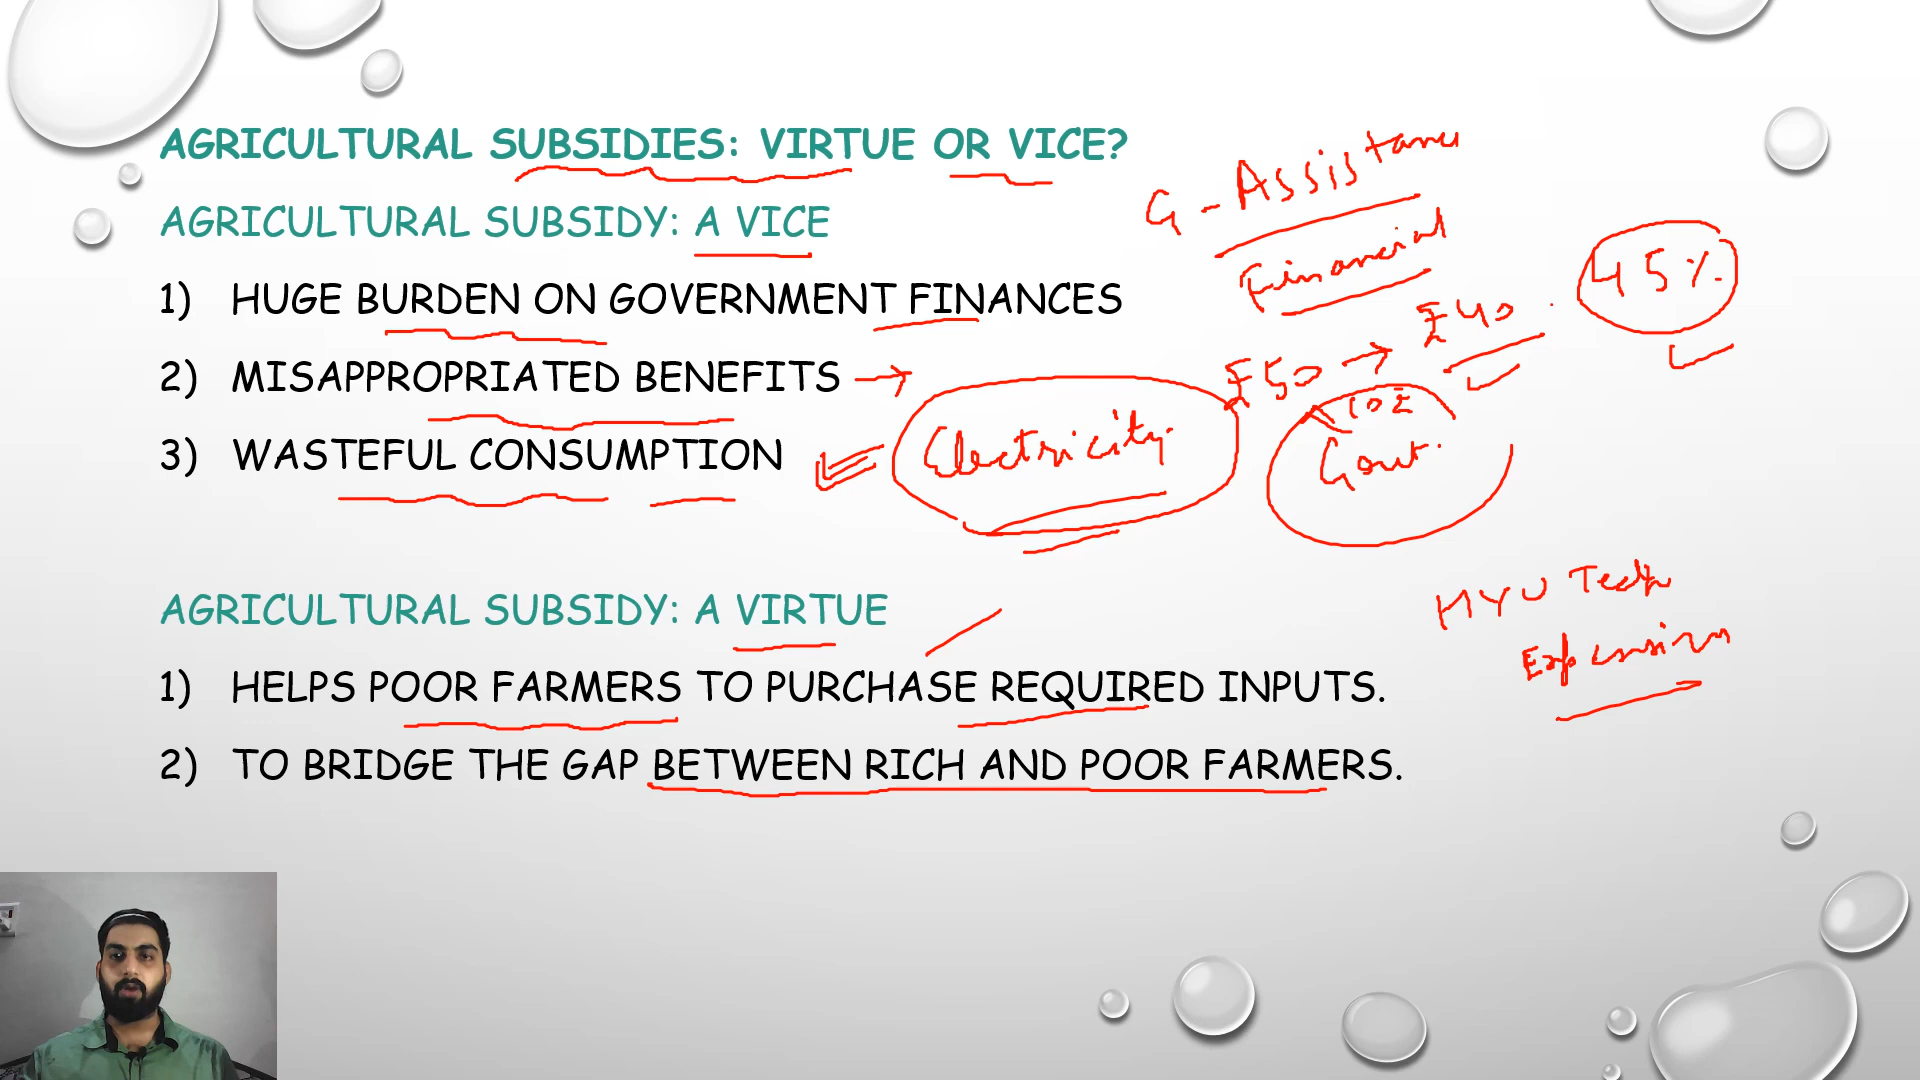 AGRICULTURAL SUBSIDIES: VIRTUE OR VICE?
AGRICULTURAL SUBSIDY: A VICE
1) HUGE BURDEN ON GOVERNMENT FINANCES
2) MISAPPROPRIATED BENEFITS
3) WASTEFUL CONSUMPTION
G-Assistance
Financial
45%
₹50 → ₹40
10₹
Govt.
Electricity
AGRICULTURAL SUBSIDY: A VIRTUE
1) HELPS POOR FARMERS TO PURCHASE REQUIRED INPUTS.
2) TO BRIDGE THE GAP BETWEEN RICH AND POOR FARMERS.
HYV Tech